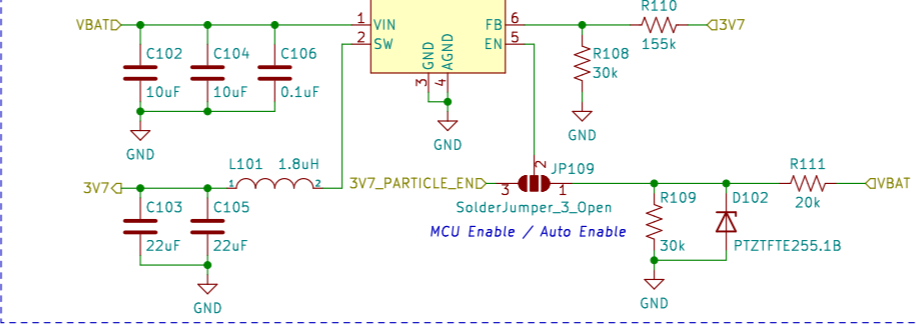 R110
VBAT
1
VIN
FB
6
3V7
2
SW
EN
5
155k
C102
C104
C106
GND
AGND
R108
30k
10uF
10uF
0.1uF
3
4
GND
GND
GND
L101
1.8uH
2
JP109
R111
3V7
1
2
3V7_PARTICLE_EN
3
1
VBAT
C103
C105
SolderJumper_3_Open
R109
D102
20k
MCU Enable / Auto Enable
22uF
22uF
30k
PTZTFTE255.1B
GND
GND